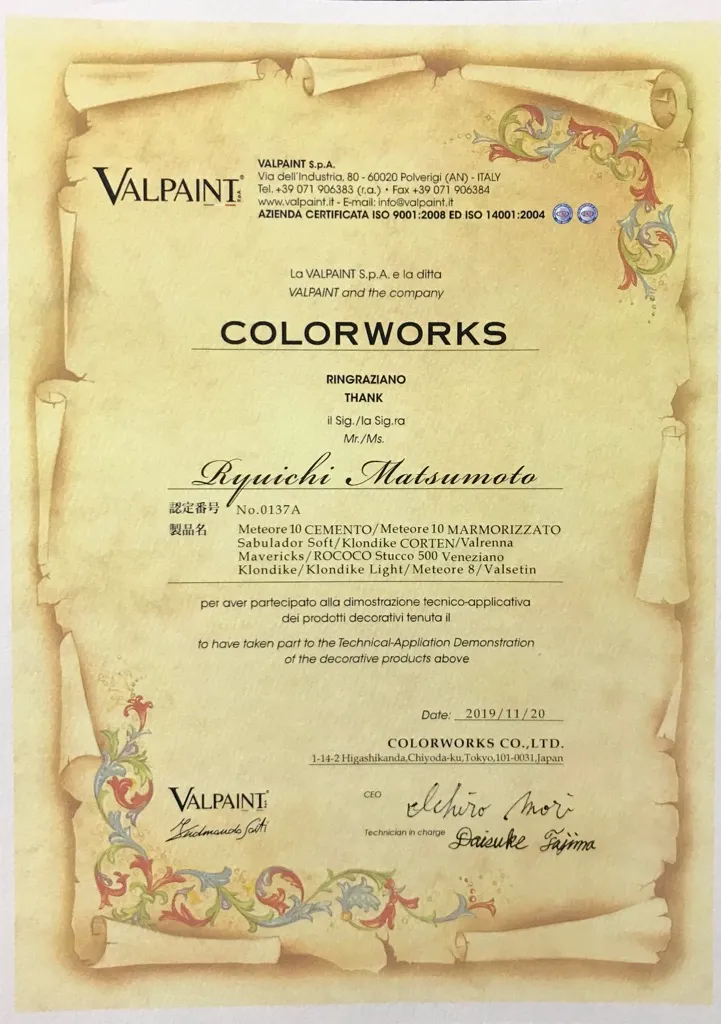 VALPAINT S.p.A.
VALPAINT S.p.A.
Via dell'Industria, 80 - 60020 Polverigi (AN) - ITALY
Tel. +39 071 906383 (r.a.) • Fax +39 071 906384
www.valpaint.it - E-mail: info@valpaint.it
AZIENDA CERTIFICATA ISO 9001:2008 ED ISO 14001:2004
La VALPAINT S.p.A. e la ditta
VALPAINT and the company
COLORWORKS
RINGRAZIANO
THANK
il Sig./la Sig.ra
Mr./Ms.
Ryuichi Matsumoto
認定番号 No.0137A
製品名 Meteore 10 CEMENTO/Meteore 10 MARMORIZZATO
Sabulador Soft/Klondike CORTEN/Valrenna
Mavericks/ROCOCO Stucco 500 Veneziano
Klondike/Klondike Light/Meteore 8/Valsetin
per aver partecipato alla dimostrazione tecnico-applicativa
dei prodotti decorativi tenuta il
to have taken part to the Technical-Appliation Demonstration
of the decorative products above
Date: 2019/11/20
COLORWORKS CO.,LTD.
1-14-2 Higashikanda,Chiyoda-ku,Tokyo,101-0031,Japan
VALPAINT
CEO Ichiro Mori
Technician in charge Daisuke Tajima